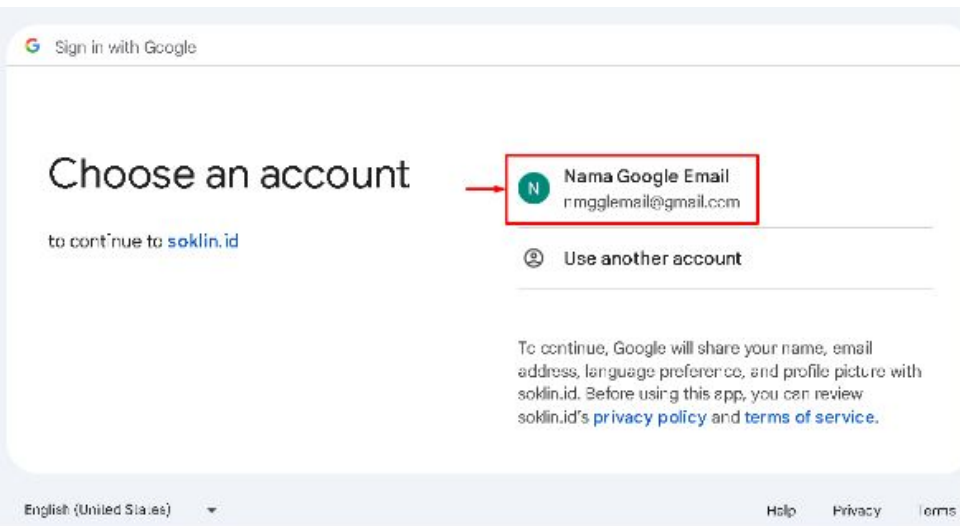 Sign in with Google
Choose an account
to continue to soklin.id
N
Nama Google Email
nmgglemail@gmail.com
Use another account
To continue, Google will share your name, email
address, language preference, and profile picture with
soklin.id. Before using this app, you can review
soklin.id's privacy policy and terms of service.
English (United States)
Help
Privacy
Terms